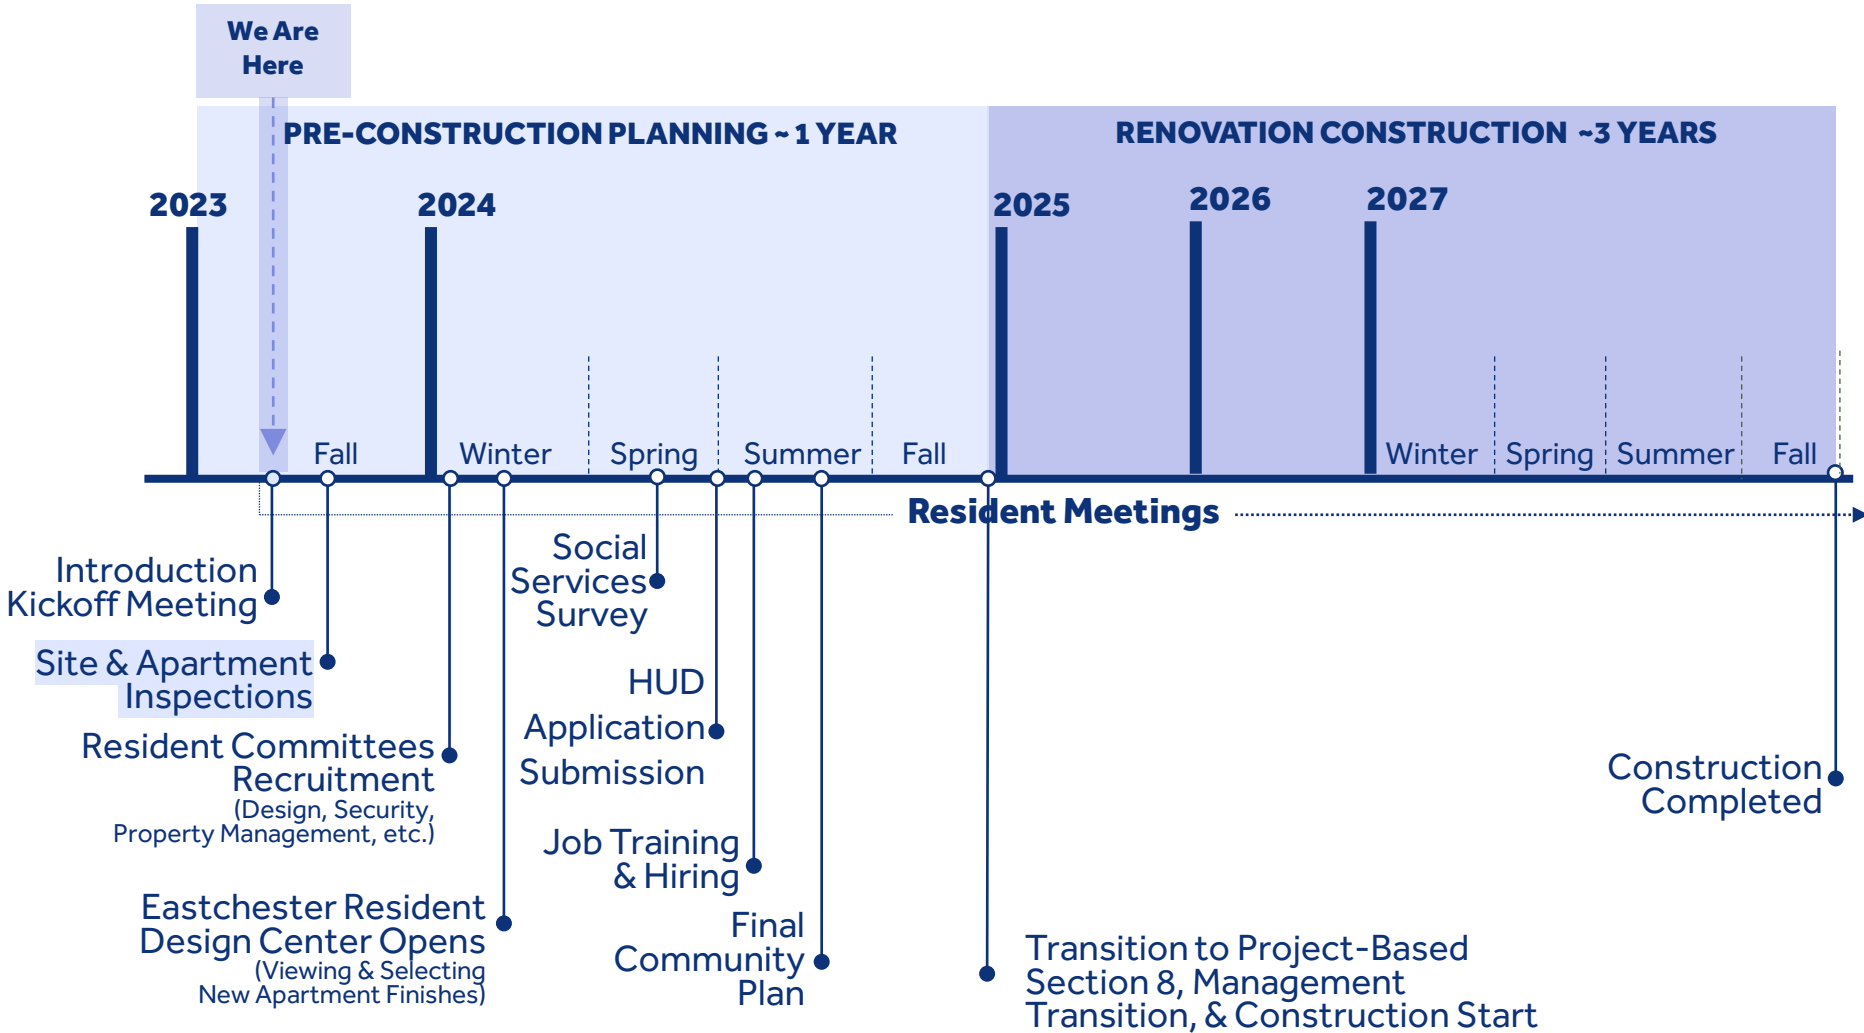 We Are
Here
PRE-CONSTRUCTION PLANNING ~ 1 YEAR
RENOVATION CONSTRUCTION ~3 YEARS
2023
2024
2025
2026
2027
Fall
Winter
Spring
Summer
Fall
Winter
Spring
Summer
Fall
Resident Meetings
Introduction
Kickoff Meeting
Site & Apartment
Inspections
Resident Committees
Recruitment
(Design, Security,
Property Management, etc.)
Eastchester Resident
Design Center Opens
(Viewing & Selecting
New Apartment Finishes)
Social
Services
Survey
HUD
Application
Submission
Job Training
& Hiring
Final
Community
Plan
Transition to Project-Based
Section 8, Management
Transition, & Construction Start
Construction
Completed